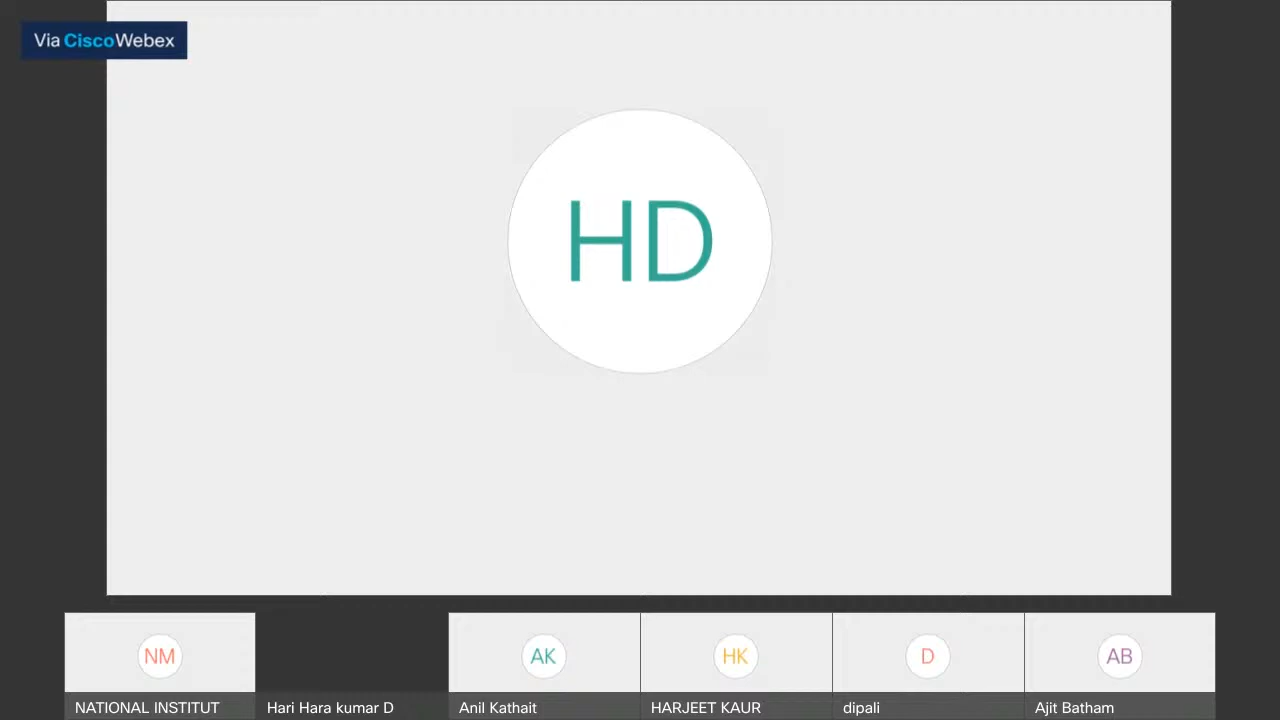 Via CiscoWebex
HD
NM
AK
HK
D
AB
NATIONAL INSTITUT
Hari Hara kumar D
Anil Kathait
HARJEET KAUR
dipali
Ajit Batham